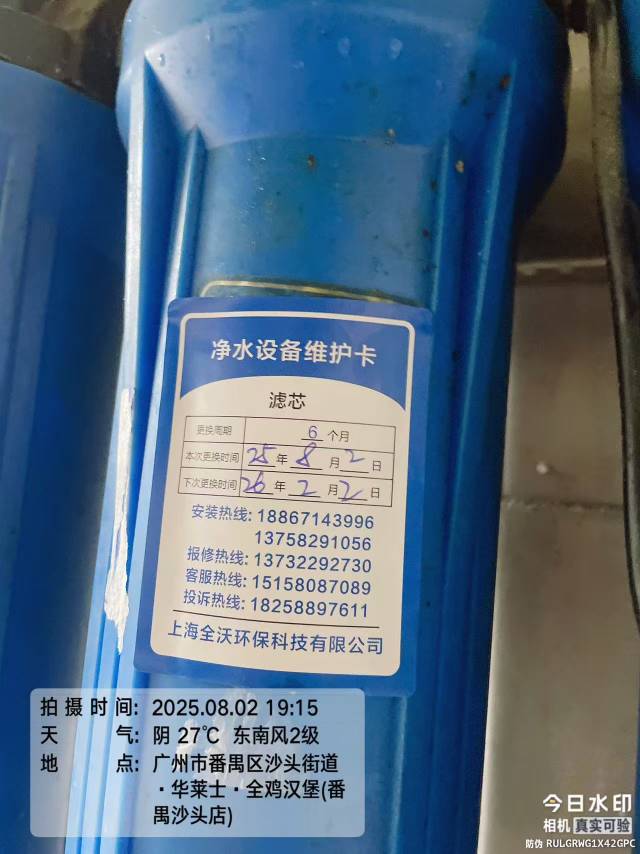 净水设备维护卡
滤芯
更换周期 6 个月
本次更换时间 25 年 8 月 2 日
下次更换时间 26 年 2 月 2 日
安装热线: 18867143996
13758291056
报修热线: 13732292730
客服热线: 15158087089
投诉热线: 18258897611
上海全沃环保科技有限公司
拍摄时间: 2025.08.02 19:15
天气: 阴 27℃ 东南风2级
地点: 广州市番禺区沙头街道
·华莱士·全鸡汉堡(番
禺沙头店)
今日水印
相机 真实可验
防伪 RULGRWG1X42GPC